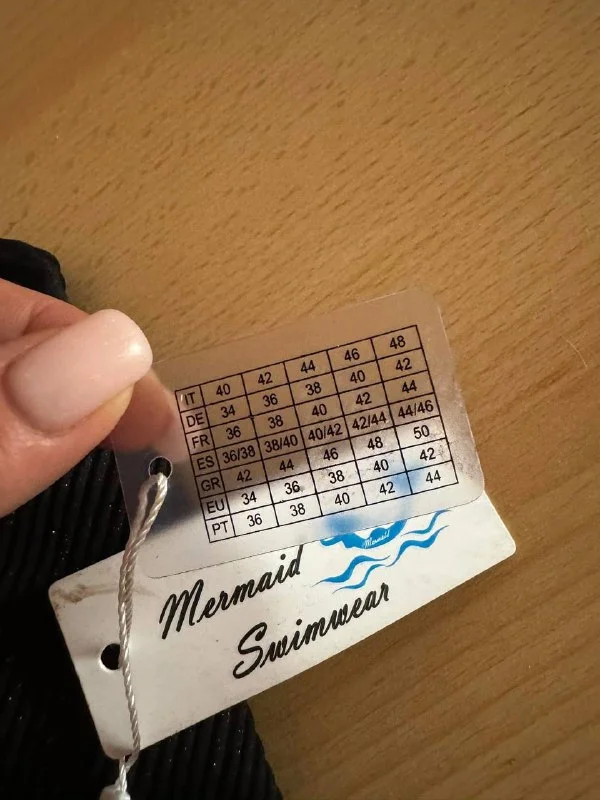 IT 40 42 44 46 48
DE 34 36 38 40 42
FR 36 38 40 42 44
ES 36/38 38/40 40/42 42/44 44/46
GR 42 44 46 48 50
EU 34 36 38 40 42
PT 36 38 40 42 44
Mermaid
Mermaid
Swimwear